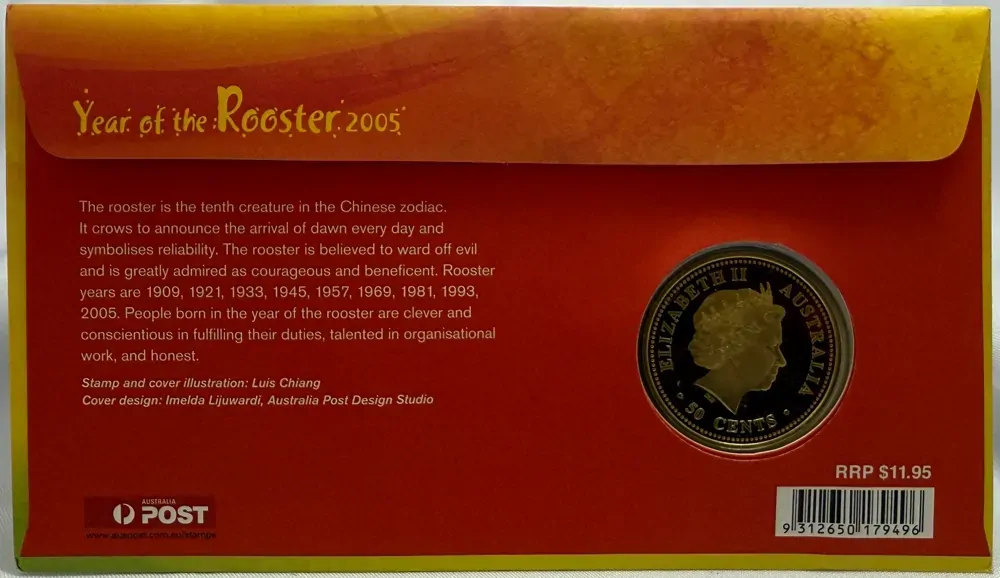 Year of the Rooster 2005
The rooster is the tenth creature in the Chinese zodiac.
It crows to announce the arrival of dawn every day and
symbolises reliability. The rooster is believed to ward off evil
and is greatly admired as courageous and beneficent. Rooster
years are 1909, 1921, 1933, 1945, 1957, 1969, 1981, 1993,
2005. People born in the year of the rooster are clever and
conscientious in fulfilling their duties, talented in organisational
work, and honest.
Stamp and cover illustration: Luis Chiang
Cover design: Imelda Lijuwardi, Australia Post Design Studio
ELIZABETH II AUSTRALIA
50 CENTS
RRP $11.95
9 312650 179496
AUSTRALIA
POST
www.auspost.com.au/stamps